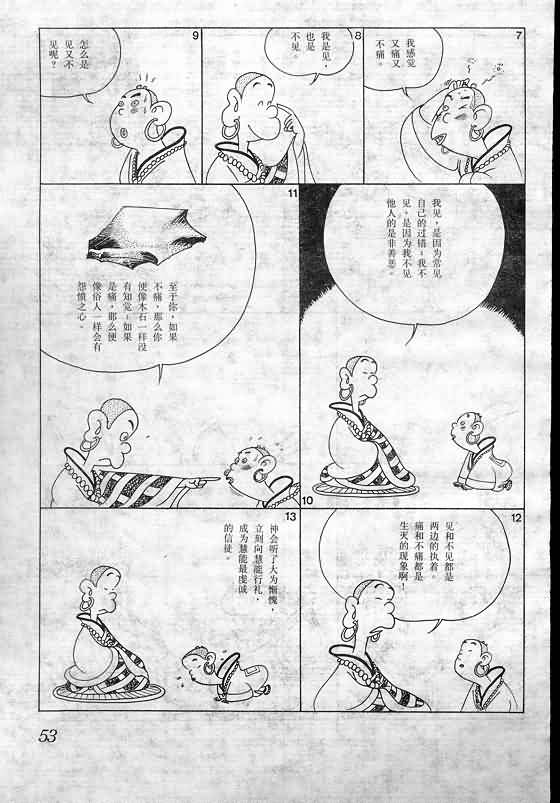 7
我感觉
又痛又
不痛。
8
我是见，
也是
不见。
9
怎么是
见又不
见呢？
10
我见，是因为常见
自己的过错；我不
见，是因为我不见
他人的是非善恶。
11
至于你，如果
不痛，那么你
便像木石一样没
有知觉；如果
是痛，那么便
像俗人一样会有
怨愤之心。
12
见和不见都是
两边的执着。
痛和不痛都是
生灭的现象啊！
13
神会听了大为惭愧，
立刻向慧能行礼，
成为慧能最虔诚
的信徒。
53